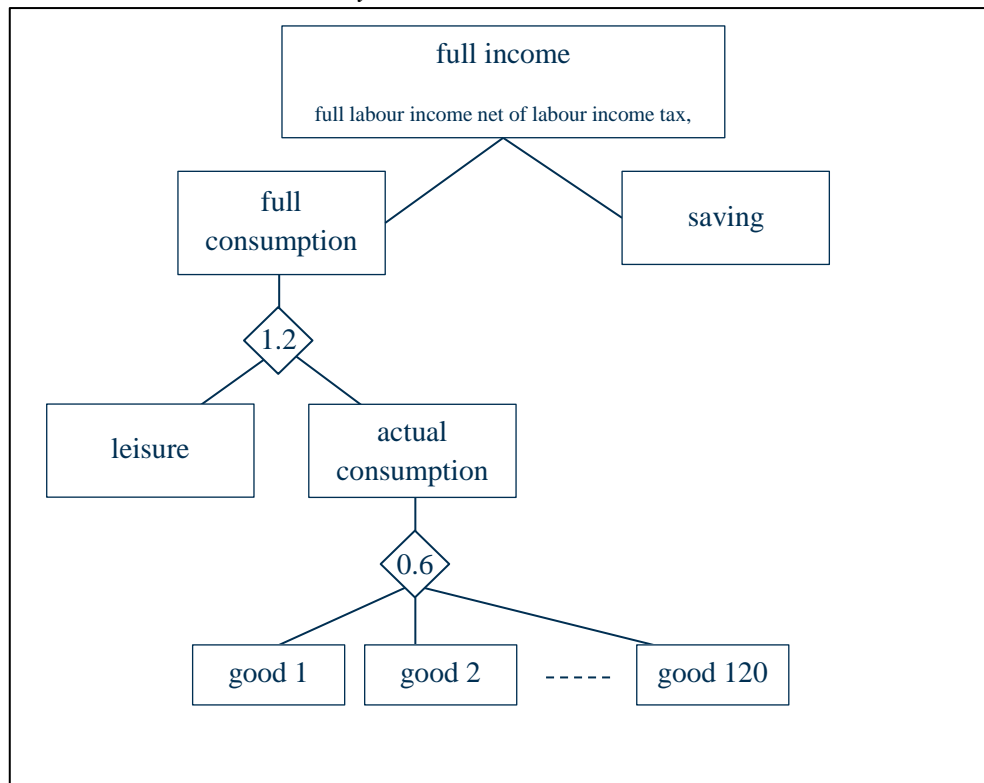 full income
full labour income net of labour income tax,
full
consumption
saving
1.2
leisure
actual
consumption
0.6
good 1
good 2
good 120